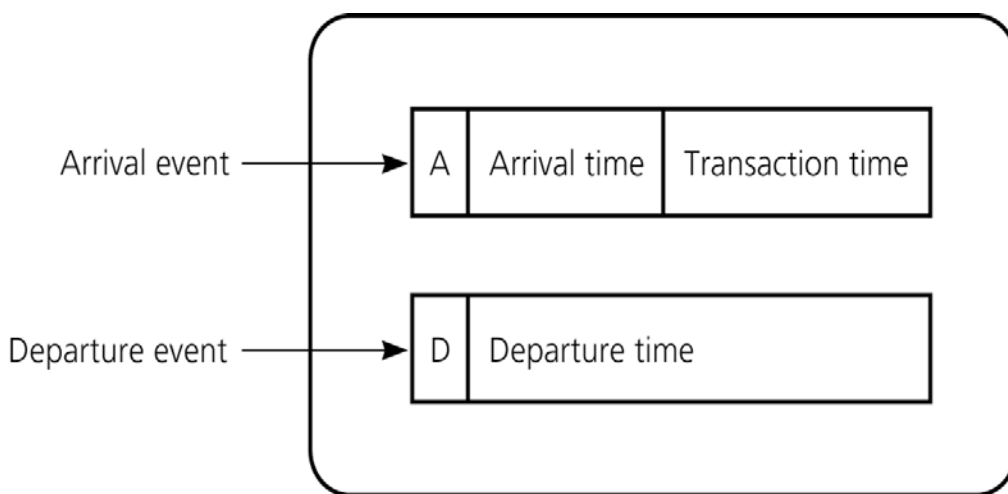 Arrival event
A
Arrival time
Transaction time
Departure event
D
Departure time